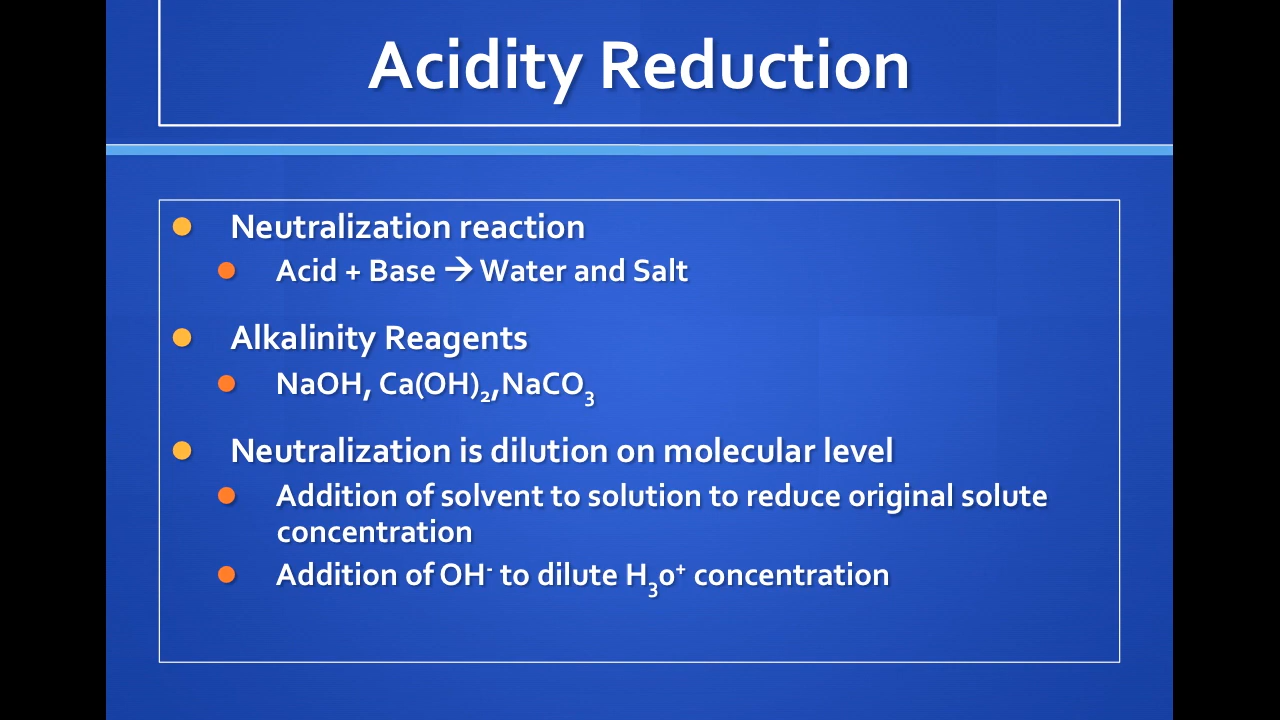 Acidity Reduction
Neutralization reaction
Acid + Base → Water and Salt
Alkalinity Reagents
NaOH, Ca(OH)₂,NaCO₃
Neutralization is dilution on molecular level
Addition of solvent to solution to reduce original solute
concentration
Addition of OH⁻ to dilute H₃o⁺ concentration